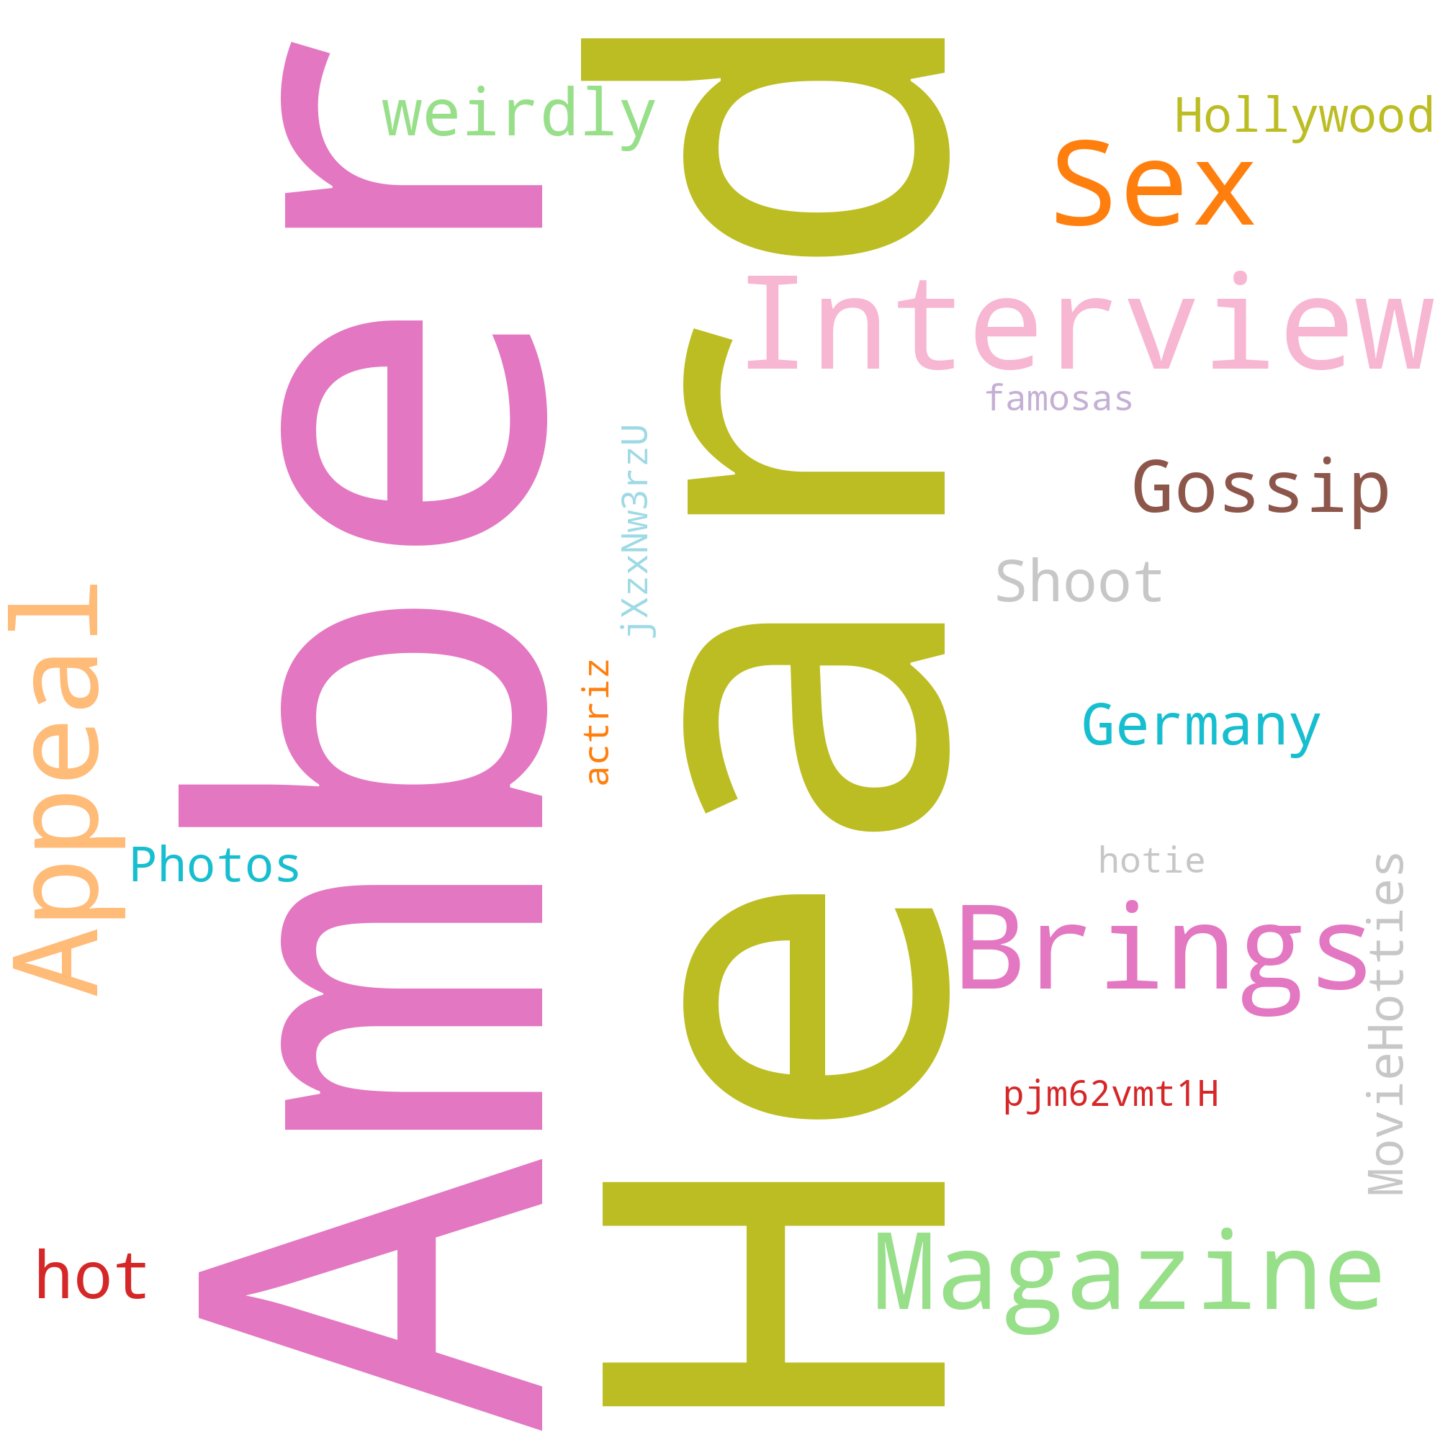 Amber
Heard
weirdly
Hollywood
Sex
Interview
famosas
Gossip
jXzxNw3rzU
Shoot
Appeal
actriz
Germany
Photos
hotie
Brings
MovieHotties
pjm62vmt1H
hot
Magazine